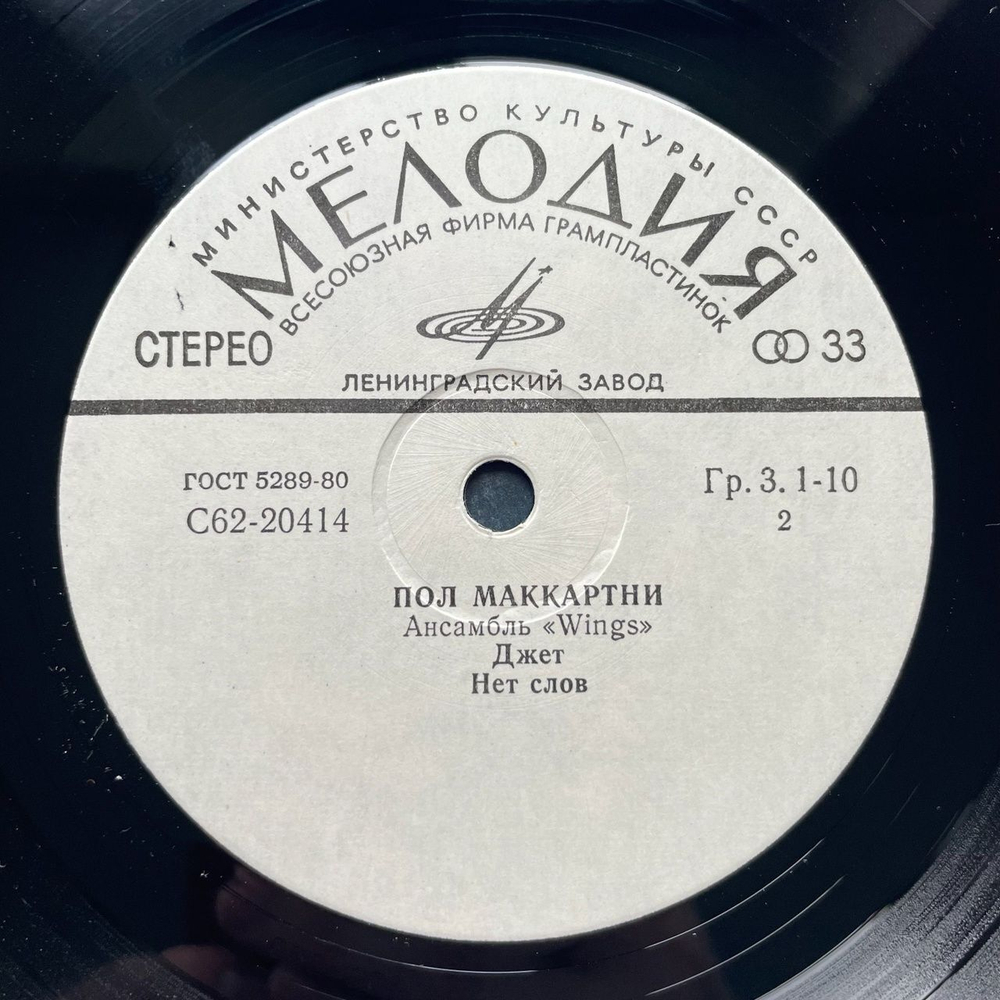 МИНИСТЕРСТВО КУЛЬТУРЫ СССР
МЕЛОДИЯ
ВСЕСОЮЗНАЯ ФИРМА ГРАМПЛАСТИНОК
СТЕРЕО
33
ЛЕНИНГРАДСКИЙ ЗАВОД
ГОСТ 5289-80
Гр. 3. 1-10
С62-20414
2
ПОЛ МАККАРТНИ
Ансамбль «Wings»
Джет
Нет слов